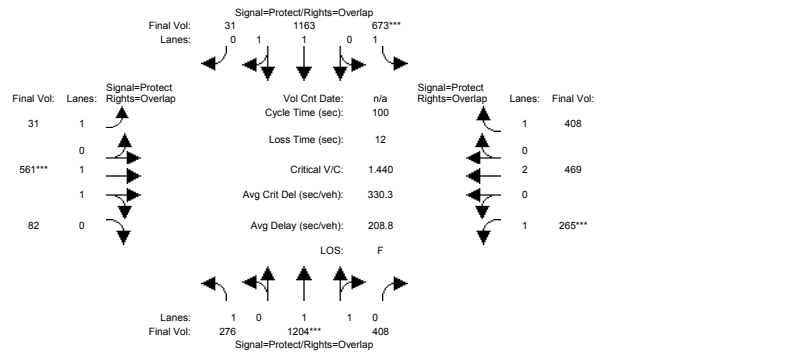 Signal=Protect/Rights=Overlap
Final Vol: 31 1163 673***
Lanes: 0 1 1 0 1
Signal=Protect
Final Vol: Lanes: Rights=Overlap
Vol Cnt Date: n/a
Signal=Protect
Rights=Overlap Lanes: Final Vol:
Cycle Time (sec): 100
31 1
1 408
Loss Time (sec): 12
0
0
561*** 1
Critical V/C: 1.440
2 469
1
Avg Crit Del (sec/veh): 330.3
0
82 0
Avg Delay (sec/veh): 208.8
1 265***
LOS: F
Lanes: 1 0 1 1 0
Final Vol: 276 1204*** 408
Signal=Protect/Rights=Overlap